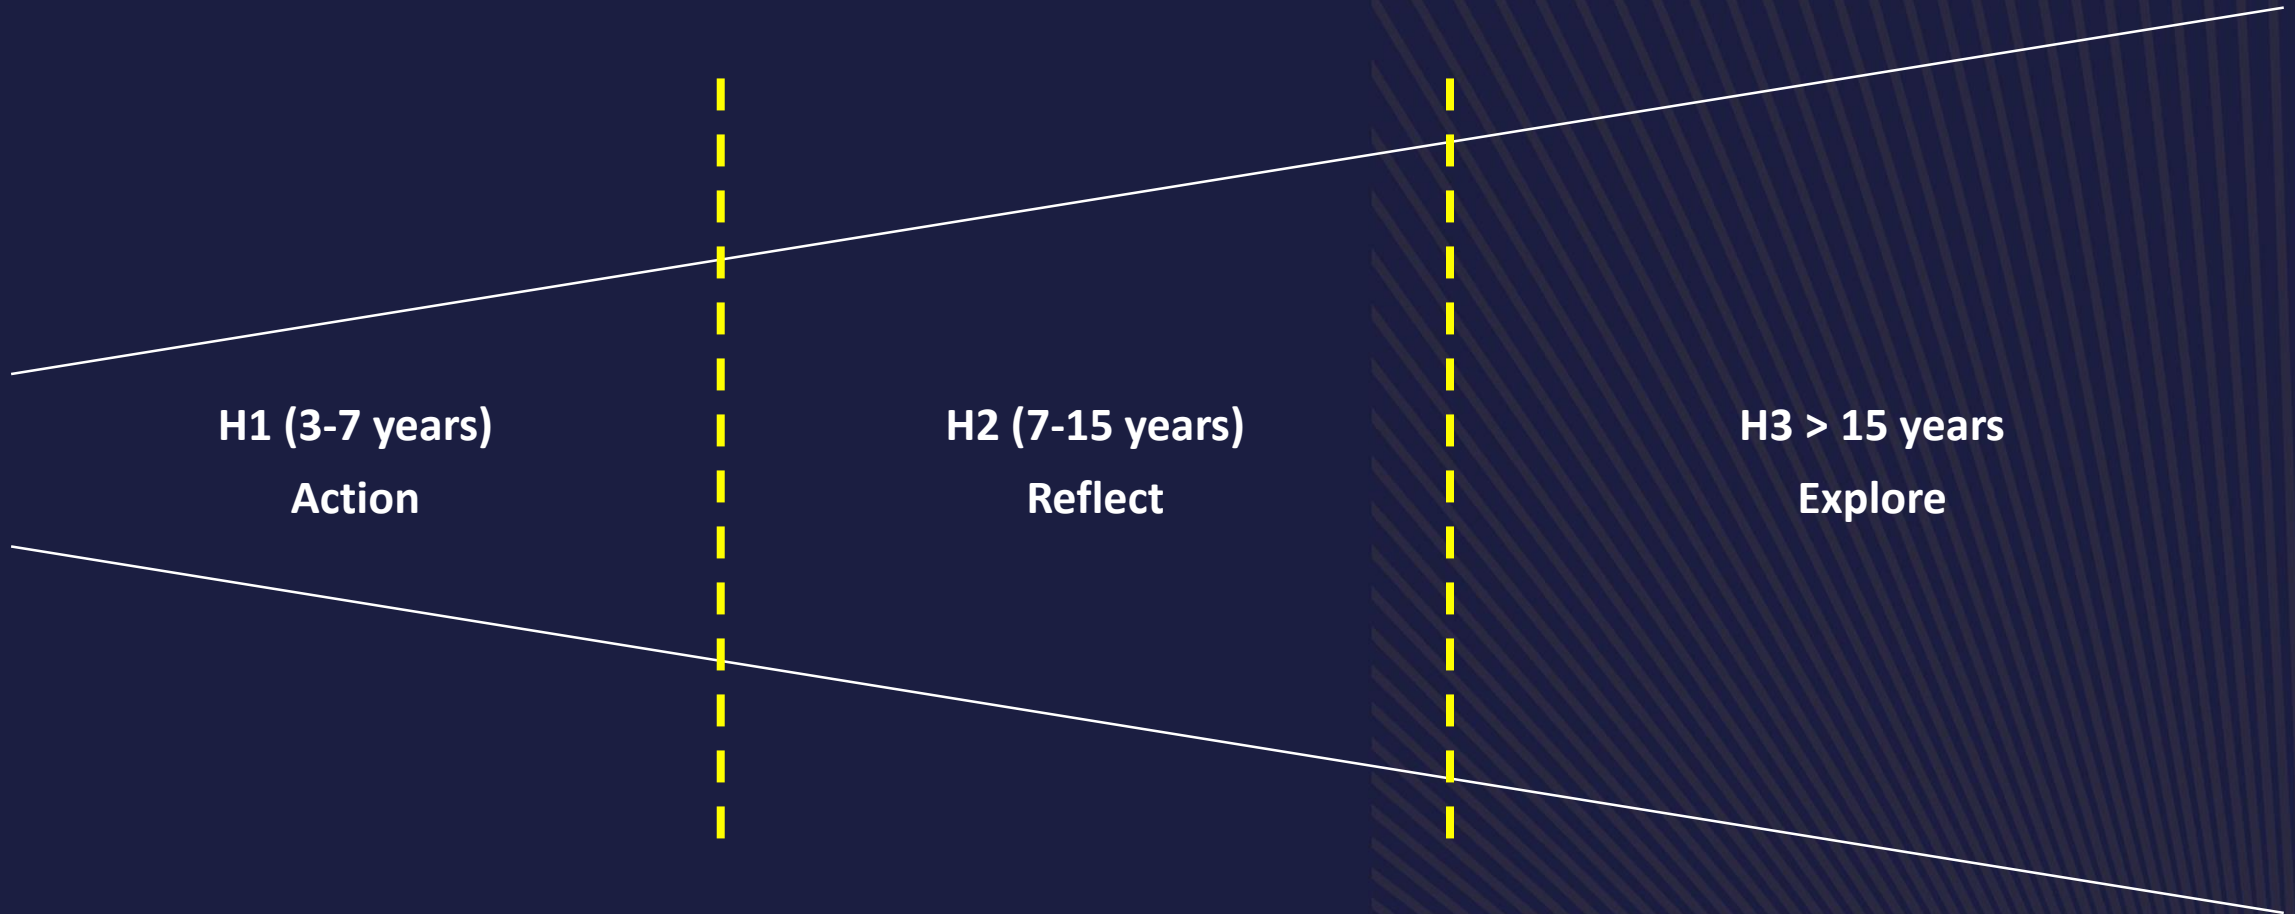 H1 (3-7 years)
Action
H2 (7-15 years)
Reflect
H3 > 15 years
Explore